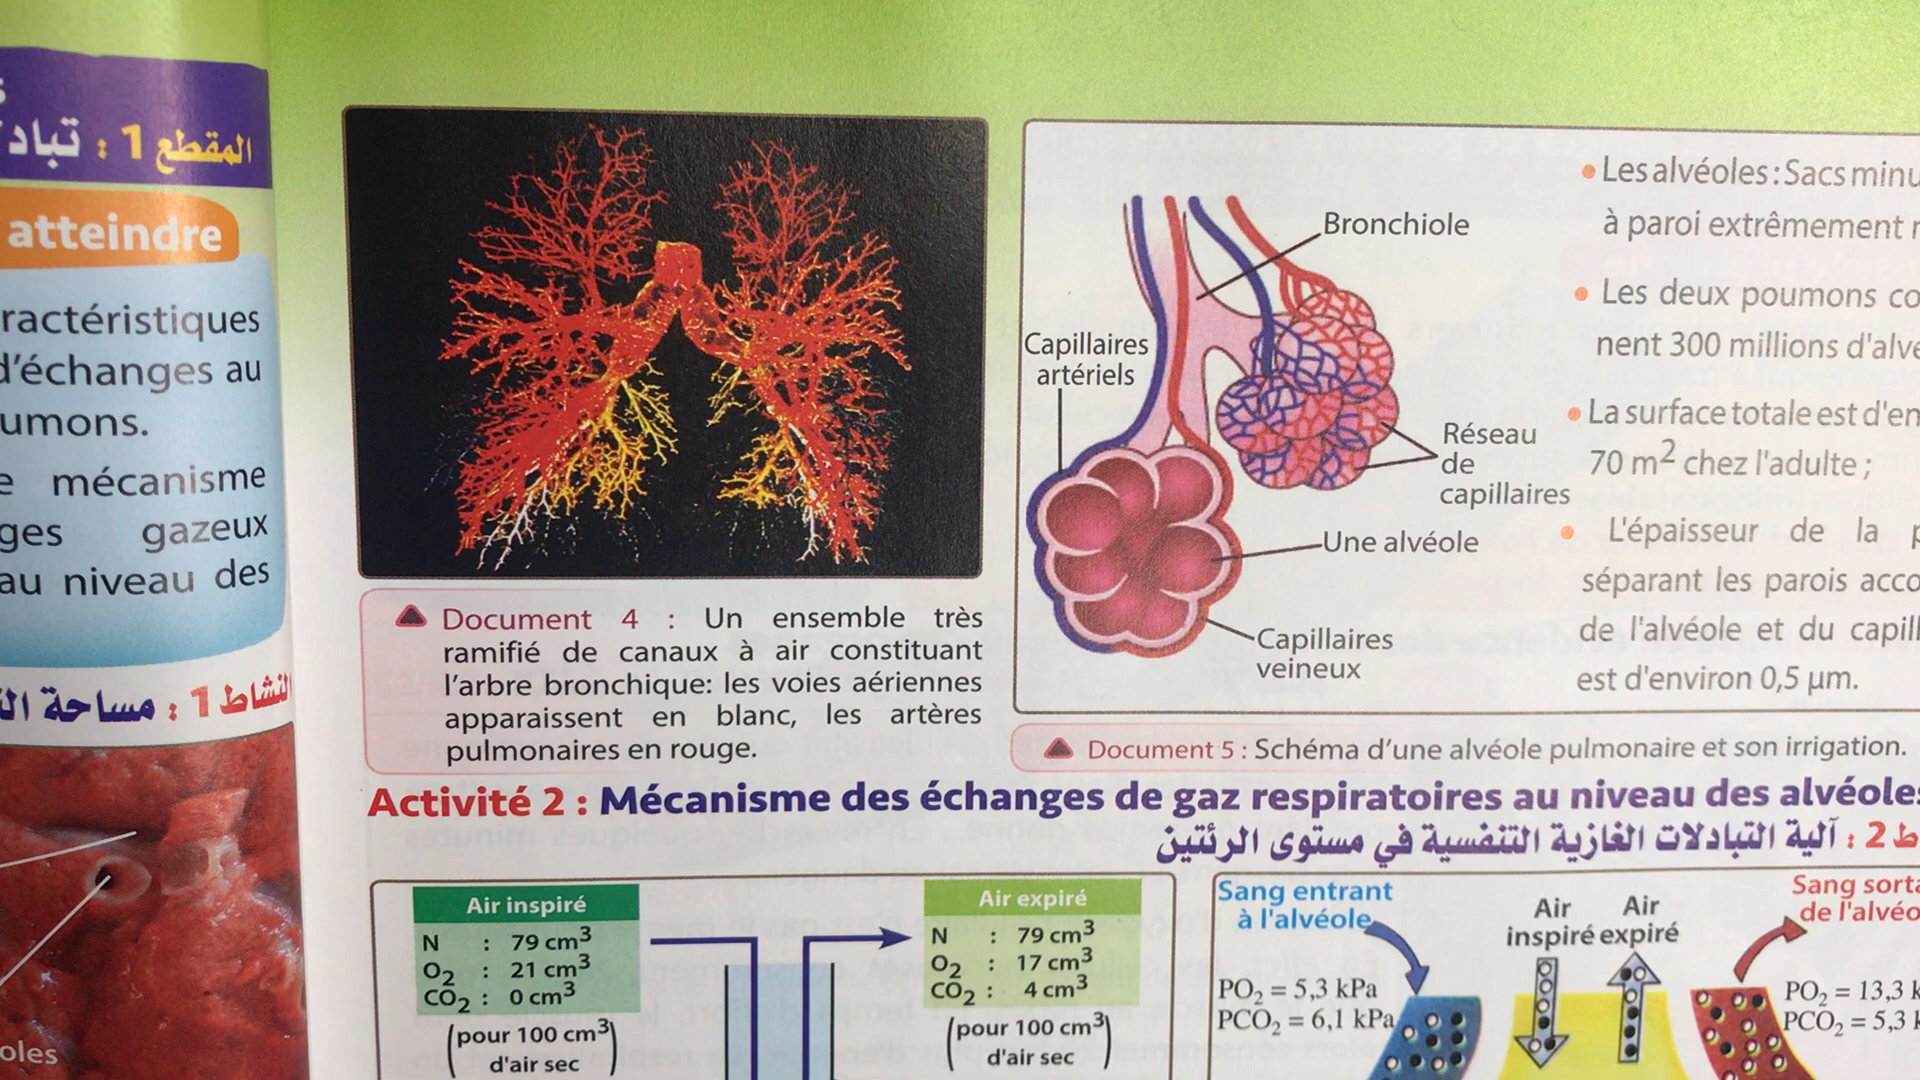 المقطع 1 : تبادلا
atteindre
ractéristiques
d'échanges au
umons.
mécanisme
ges gazeux
au niveau des
النشاط 1 : مساحة
oles
Document 4 : Un ensemble très
ramifié de canaux à air constituant
l'arbre bronchique: les voies aériennes
apparaissent en blanc, les artères
pulmonaires en rouge.
Bronchiole
Capillaires
artériels
Réseau
de
capillaires
Une alvéole
Capillaires
veineux
• Les alvéoles : Sacs minu
à paroi extrêmement
• Les deux poumons co
nent 300 millions d'alvé
• La surface totale est d'en
70 m² chez l'adulte ;
• L'épaisseur de la p
séparant les parois acco
de l'alvéole et du capill
est d'environ 0,5 µm.
Document 5 : Schéma d'une alvéole pulmonaire et son irrigation.
Activité 2 : Mécanisme des échanges de gaz respiratoires au niveau des alvéoles
ط 2 : آلية التبادلات الغازية التنفسية في مستوى الرئتين
Air inspiré
N : 79 cm³
O₂ : 21 cm³
CO₂ : 0 cm³
(pour 100 cm³
d'air sec)
Air expiré
N : 79 cm³
O₂ : 17 cm³
CO₂ : 4 cm³
(pour 100 cm³
d'air sec)
Sang entrant
à l'alvéole
PO₂ = 5,3 kPa
PCO₂ = 6,1 kPa
Air inspiré
Air expiré
Sang sorta
de l'alvéo
PO₂ = 13,3 k
PCO₂ = 5,3 k